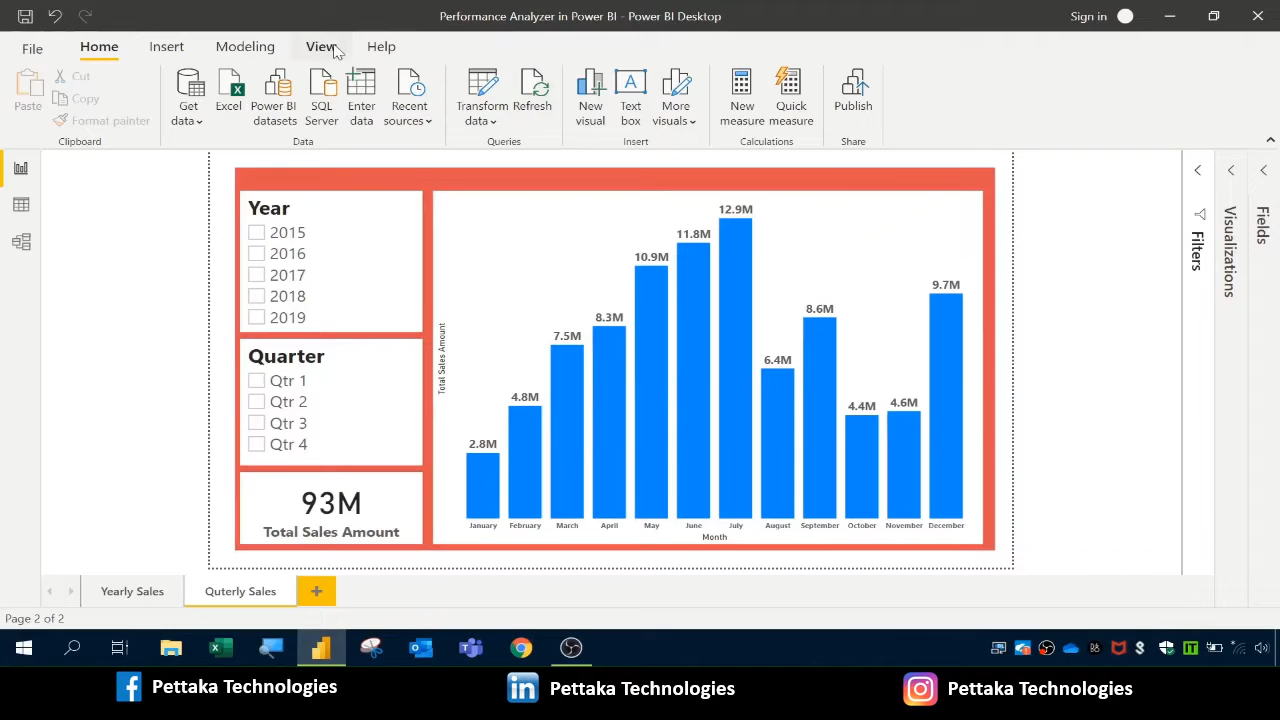 Performance Analyzer in Power BI - Power BI Desktop
Sign in
File
Home
Insert
Modeling
View
Help
Paste
Cut
Copy
Format painter
Clipboard
Get data
Excel
Power BI datasets
SQL Server
Enter data
Recent sources
Data
Transform data
Refresh
Queries
New visual
Text box
More visuals
Insert
New measure
Quick measure
Calculations
Publish
Share
Year
2015
2016
2017
2018
2019
Quarter
Qtr 1
Qtr 2
Qtr 3
Qtr 4
93M
Total Sales Amount
Total Sales Amount
2.8M
4.8M
7.5M
8.3M
10.9M
11.8M
12.9M
6.4M
8.6M
4.4M
4.6M
9.7M
January
February
March
April
May
June
July
August
September
October
November
December
Month
Filters
Visualizations
Fields
Yearly Sales
Quterly Sales
Page 2 of 2
Pettaka Technologies
Pettaka Technologies
Pettaka Technologies